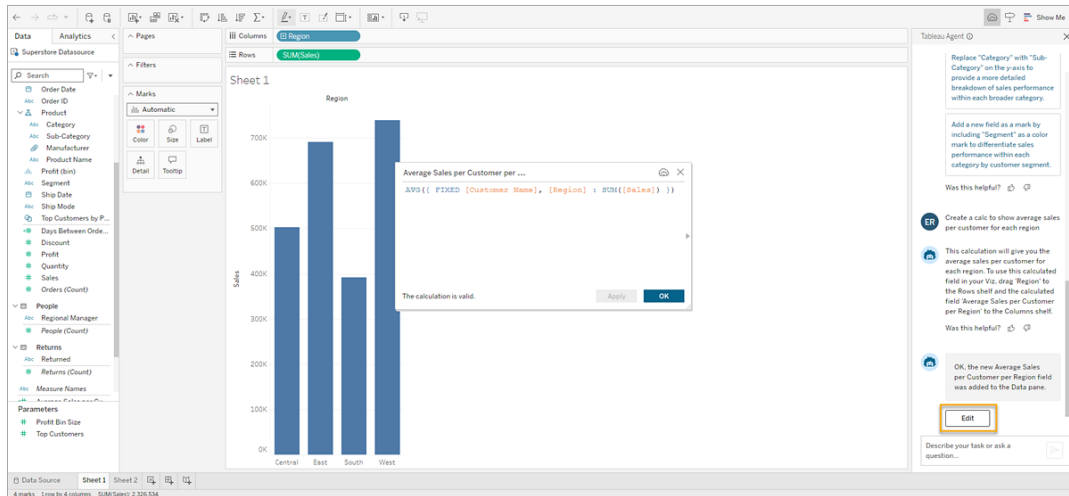 Show Me
Data
Analytics
Superstore Datasource
Search
Order Date
Abc Order ID
Product
Abc Category
Abc Sub-Category
Manufacturer
Abc Product Name
Profit (bin)
Abc Segment
Ship Date
Abc Ship Mode
Top Customers by P...
Days Between Orde...
Discount
Profit
Quantity
Sales
Orders (Count)
People
Abc Regional Manager
People (Count)
Returns
Abc Returned
Returns (Count)
Abc Measure Names
Parameters
Profit Bin Size
Top Customers
Pages
Filters
Marks
Automatic
Color
Size
Label
Detail
Tooltip
Columns
Region
Rows
SUM(Sales)
Sheet 1
Region
Sales
700K
600K
500K
400K
300K
200K
100K
0K
Central
East
South
West
Average Sales per Customer per ...
AVG({ FIXED [Customer Name], [Region] : SUM([Sales]) })
The calculation is valid.
Apply
OK
Tableau Agent
Replace "Category" with "Sub-
Category" on the y-axis to
provide a more detailed
breakdown of sales performance
within each broader category.
Add a new field as a mark by
including "Segment" as a color
mark to differentiate sales
performance within each
category by customer segment.
Was this helpful?
ER
Create a calc to show average sales
per customer for each region
This calculation will give you the
average sales per customer for
each region. To use this calculated
field in your Viz, drag 'Region' to
the Rows shelf and the calculated
field 'Average Sales per Customer
per Region' to the Columns shelf.
Was this helpful?
OK, the new Average Sales
per Customer per Region field
was added to the Data pane.
Edit
Describe your task or ask a
question...
Data Source
Sheet 1
Sheet 2
4 marks 1 row by 4 columns SUM(Sales): 2,326,534